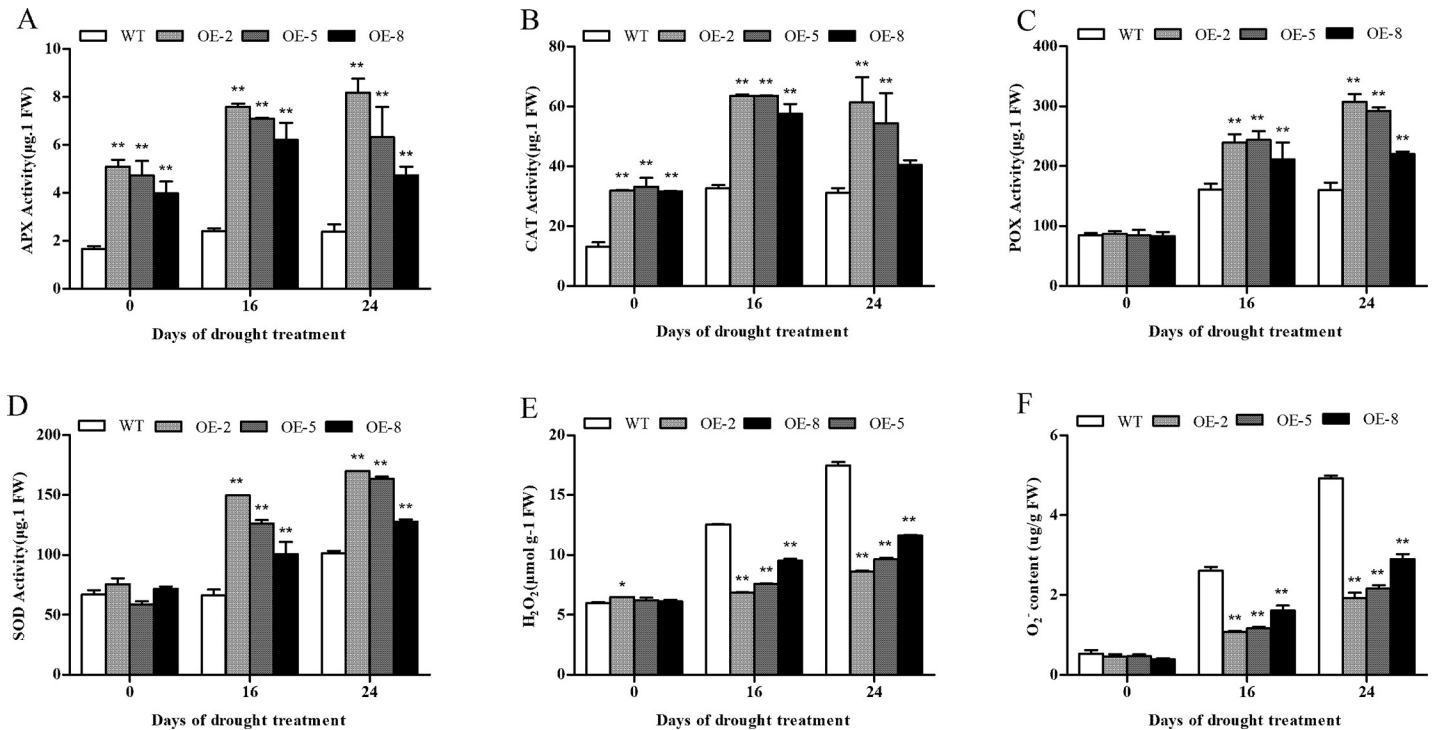 A
WT OE-2 OE-5 OE-8
APX Activity(µg.1 FW)
10
8
6
4
2
0
** ** **
** ** **
** ** **
0 16 24
Days of drought treatment
B
WT OE-2 OE-5 OE-8
CAT Activity(µg.1 FW)
80
60
40
20
0
** ** **
** ** **
** **
0 16 24
Days of drought treatment
C
WT OE-2 OE-5 OE-8
POX Activity(µg.1 FW)
400
300
200
100
0
** ** **
** ** **
0 16 24
Days of drought treatment
D
WT OE-2 OE-5 OE-8
SOD Activity(µg.1 FW)
200
150
100
50
0
** ** **
** ** **
0 16 24
Days of drought treatment
E
WT OE-2 OE-8 OE-5
H₂O₂(µmol g-1 FW)
20
15
10
5
0
*
** ** **
** ** **
0 16 24
Days of drought treatment
F
WT OE-2 OE-5 OE-8
O₂⁻ content (ug/g FW)
6
4
2
0
** ** **
** ** **
0 16 24
Days of drought treatment